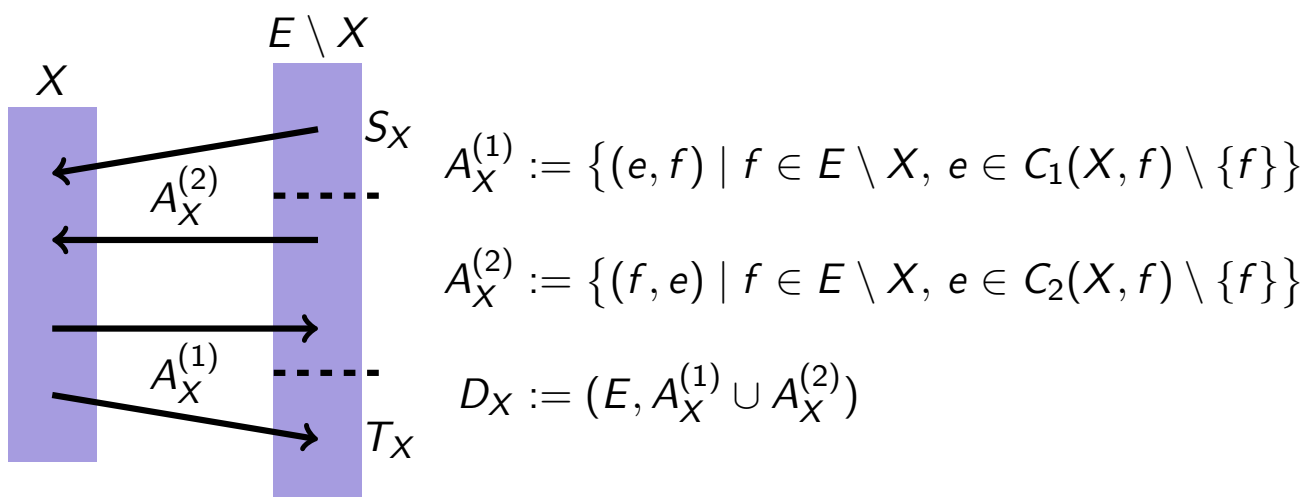 E \ X
X
S_X
A_X^{(1)} := {(e, f) | f ∈ E \ X, e ∈ C_1(X, f) \ {f}}
A_X^{(2)}
A_X^{(2)} := {(f, e) | f ∈ E \ X, e ∈ C_2(X, f) \ {f}}
A_X^{(1)}
D_X := (E, A_X^{(1)} ∪ A_X^{(2)})
T_X